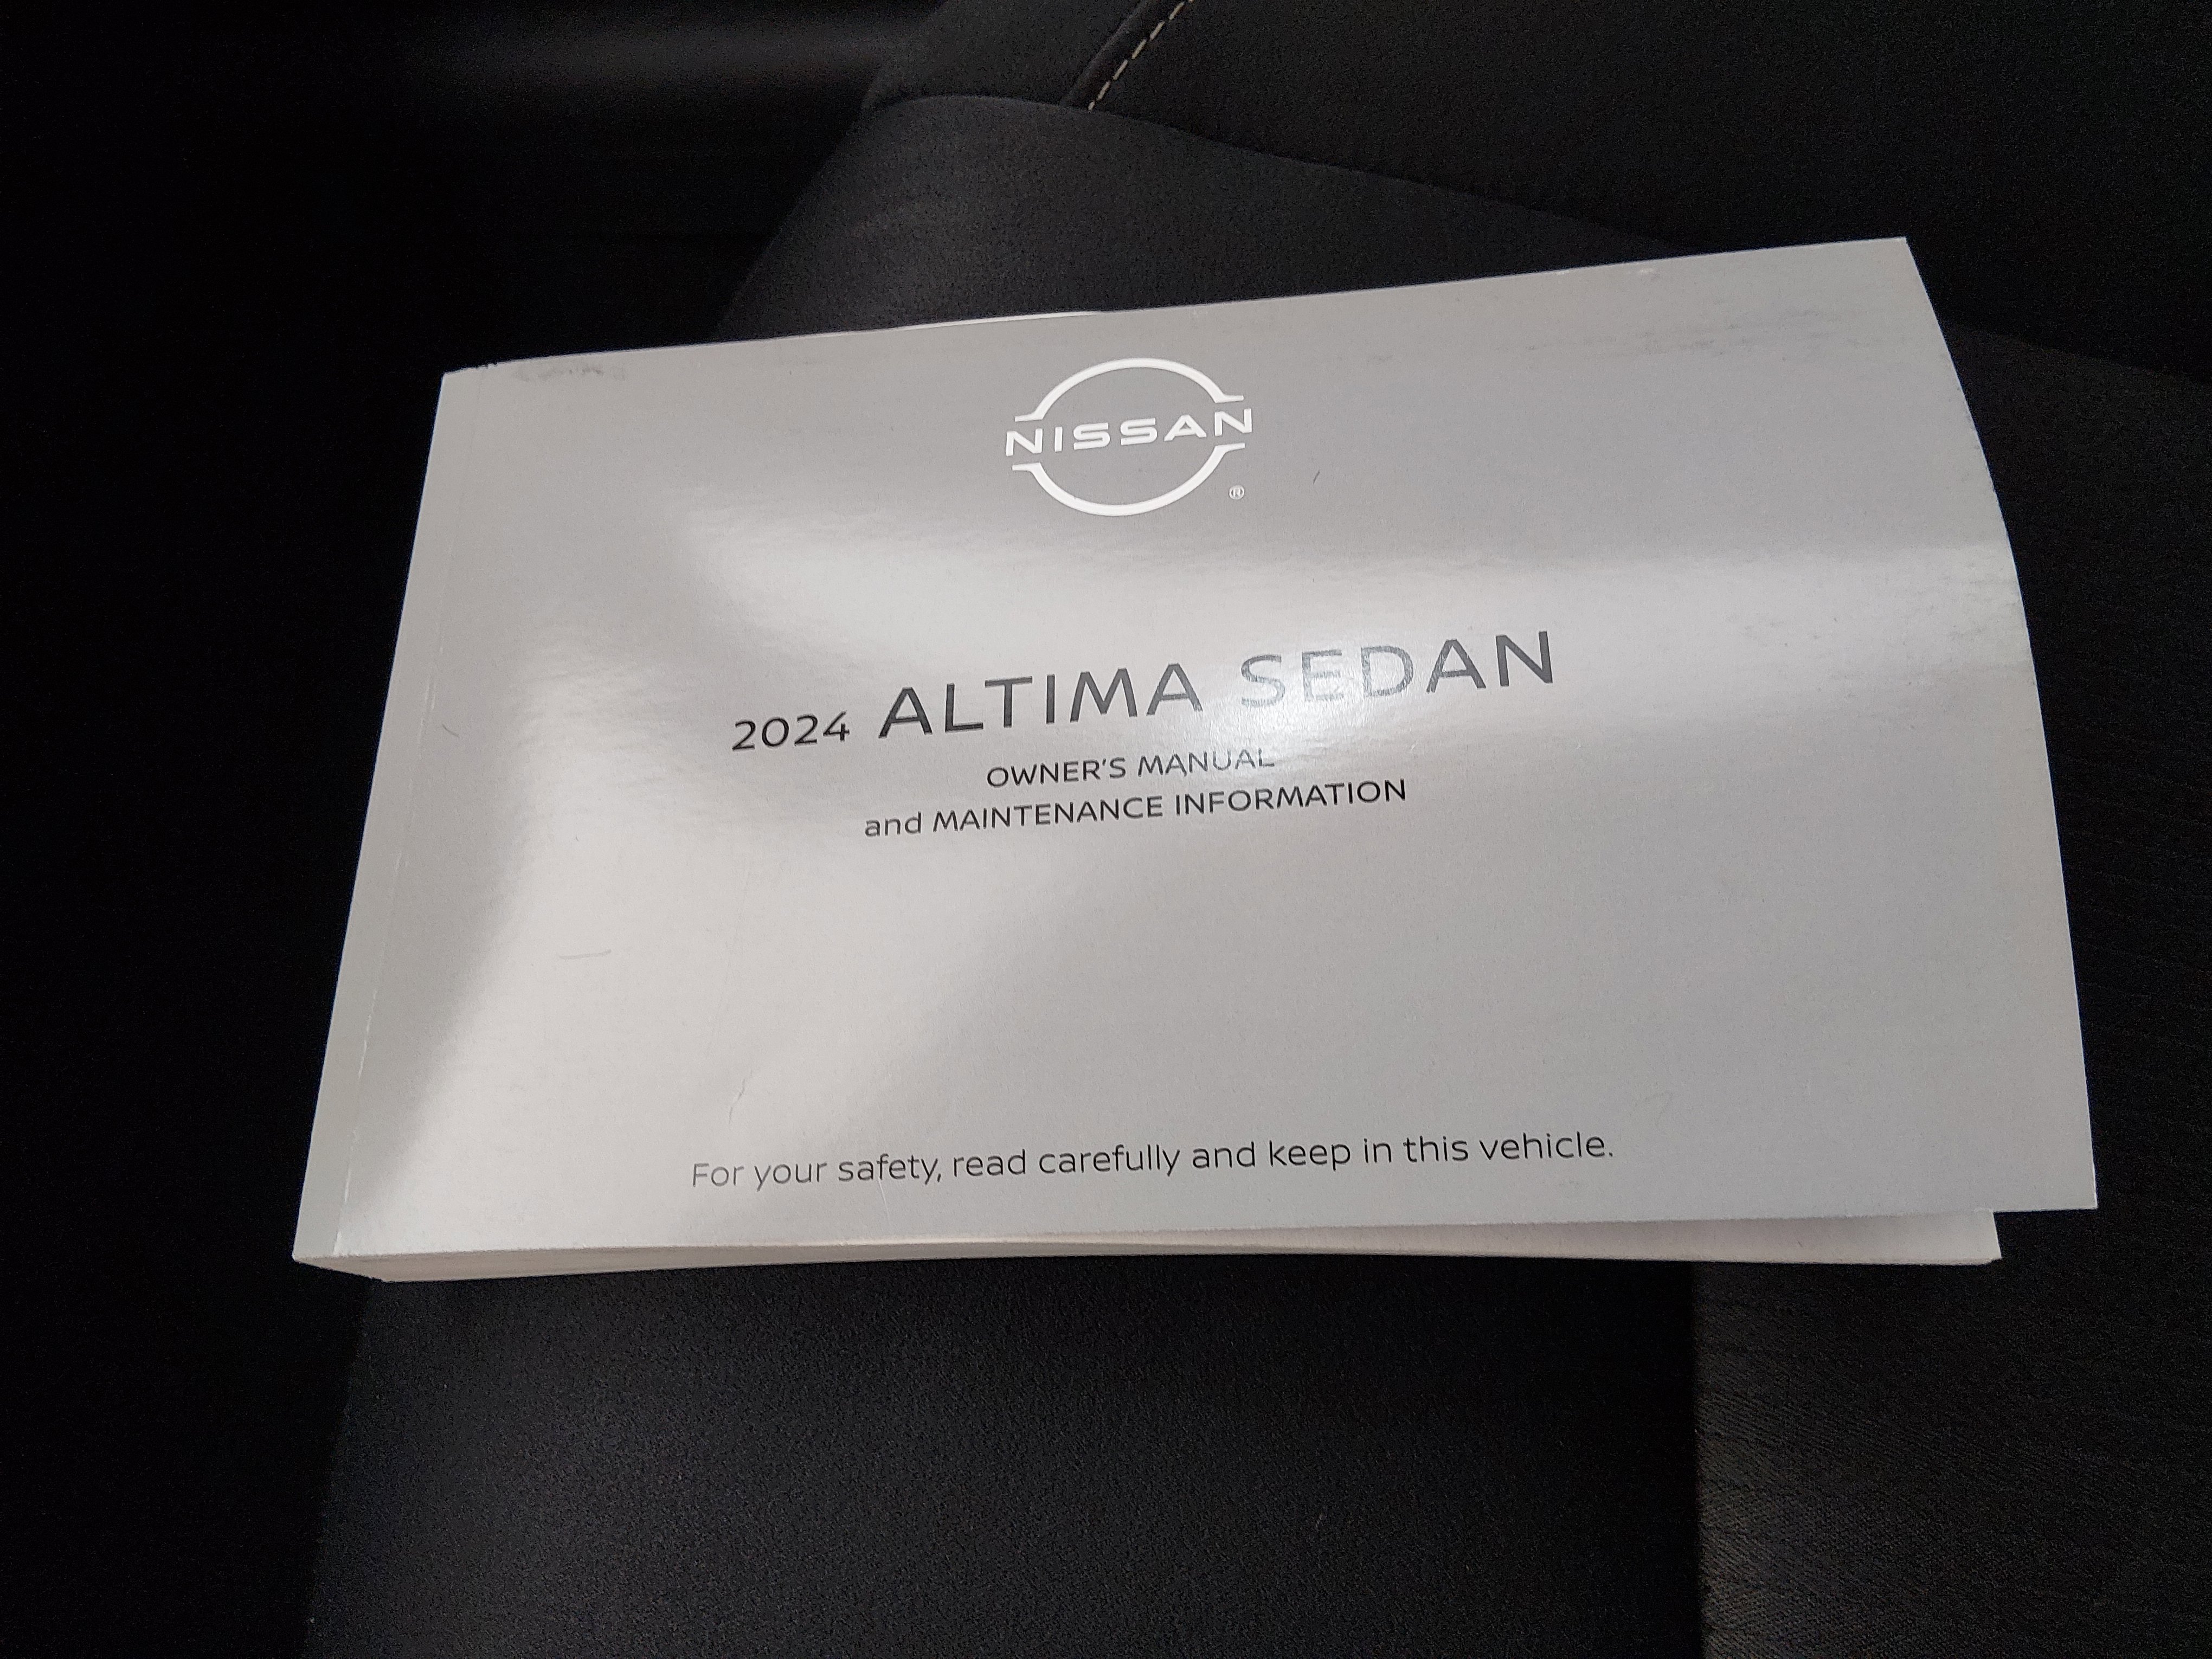 NISSAN
®
2024 ALTIMA SEDAN
OWNER'S MANUAL
and MAINTENANCE INFORMATION
For your safety, read carefully and keep in this vehicle.